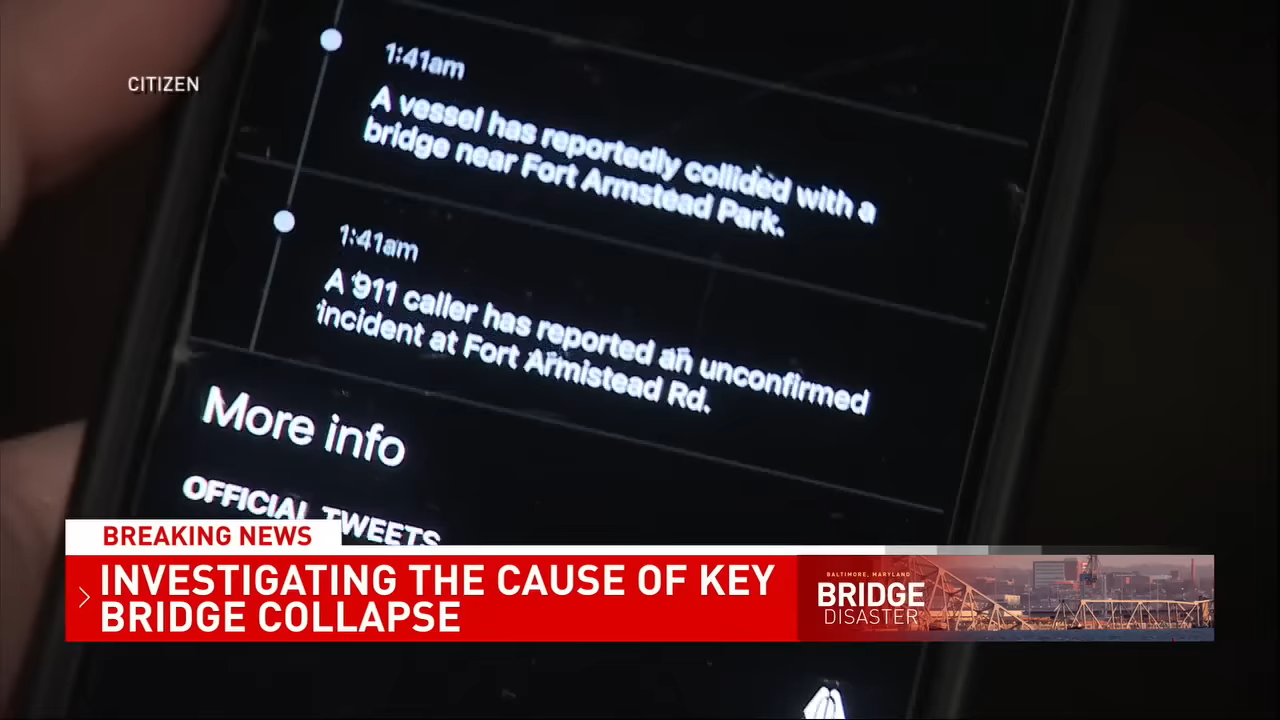 CITIZEN
1:41am
A vessel has reportedly collided with a
bridge near Fort Armstead Park.
1:41am
A 911 caller has reported an unconfirmed
incident at Fort Armistead Rd.
More info
OFFICIAL TWEETS
BREAKING NEWS
INVESTIGATING THE CAUSE OF KEY
BRIDGE COLLAPSE
BALTIMORE, MARYLAND
BRIDGE
DISASTER